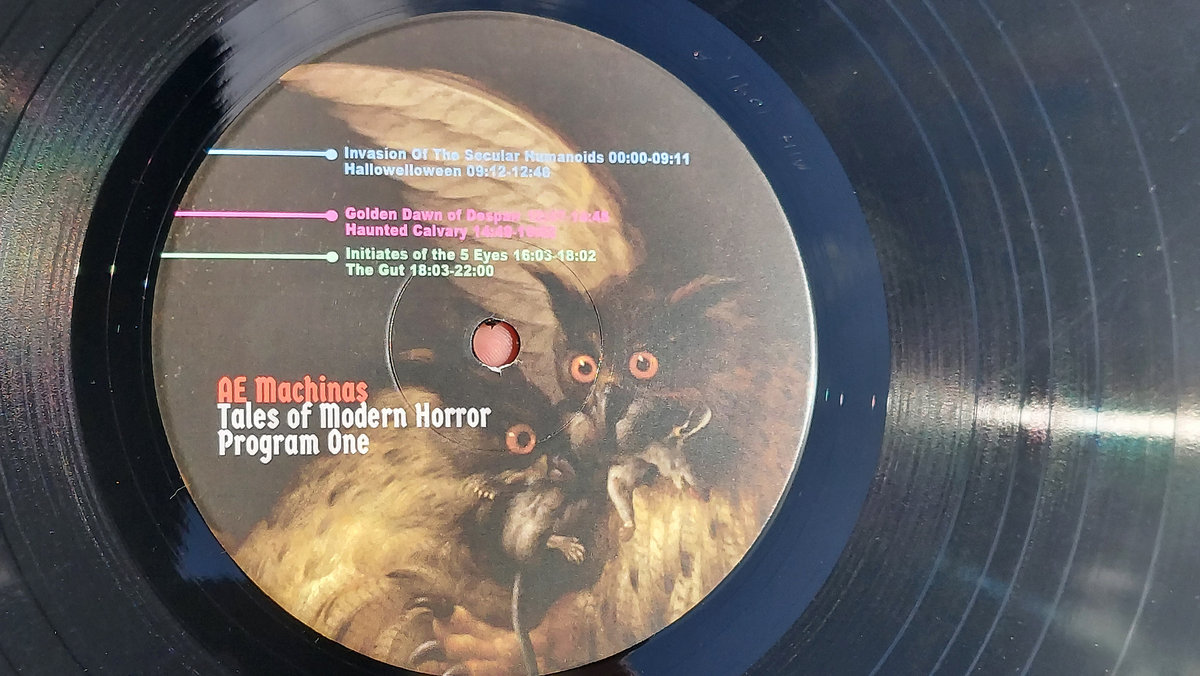 Invasion Of The Secular Humanoids 00:00-09:11
Hallowelloween 09:12-12:46
Golden Dawn of Despair
Haunted Calvary
Initiates of the 5 Eyes 16:03-18:02
The Gut 18:03-22:00
AE Machinas
Tales of Modern Horror
Program One